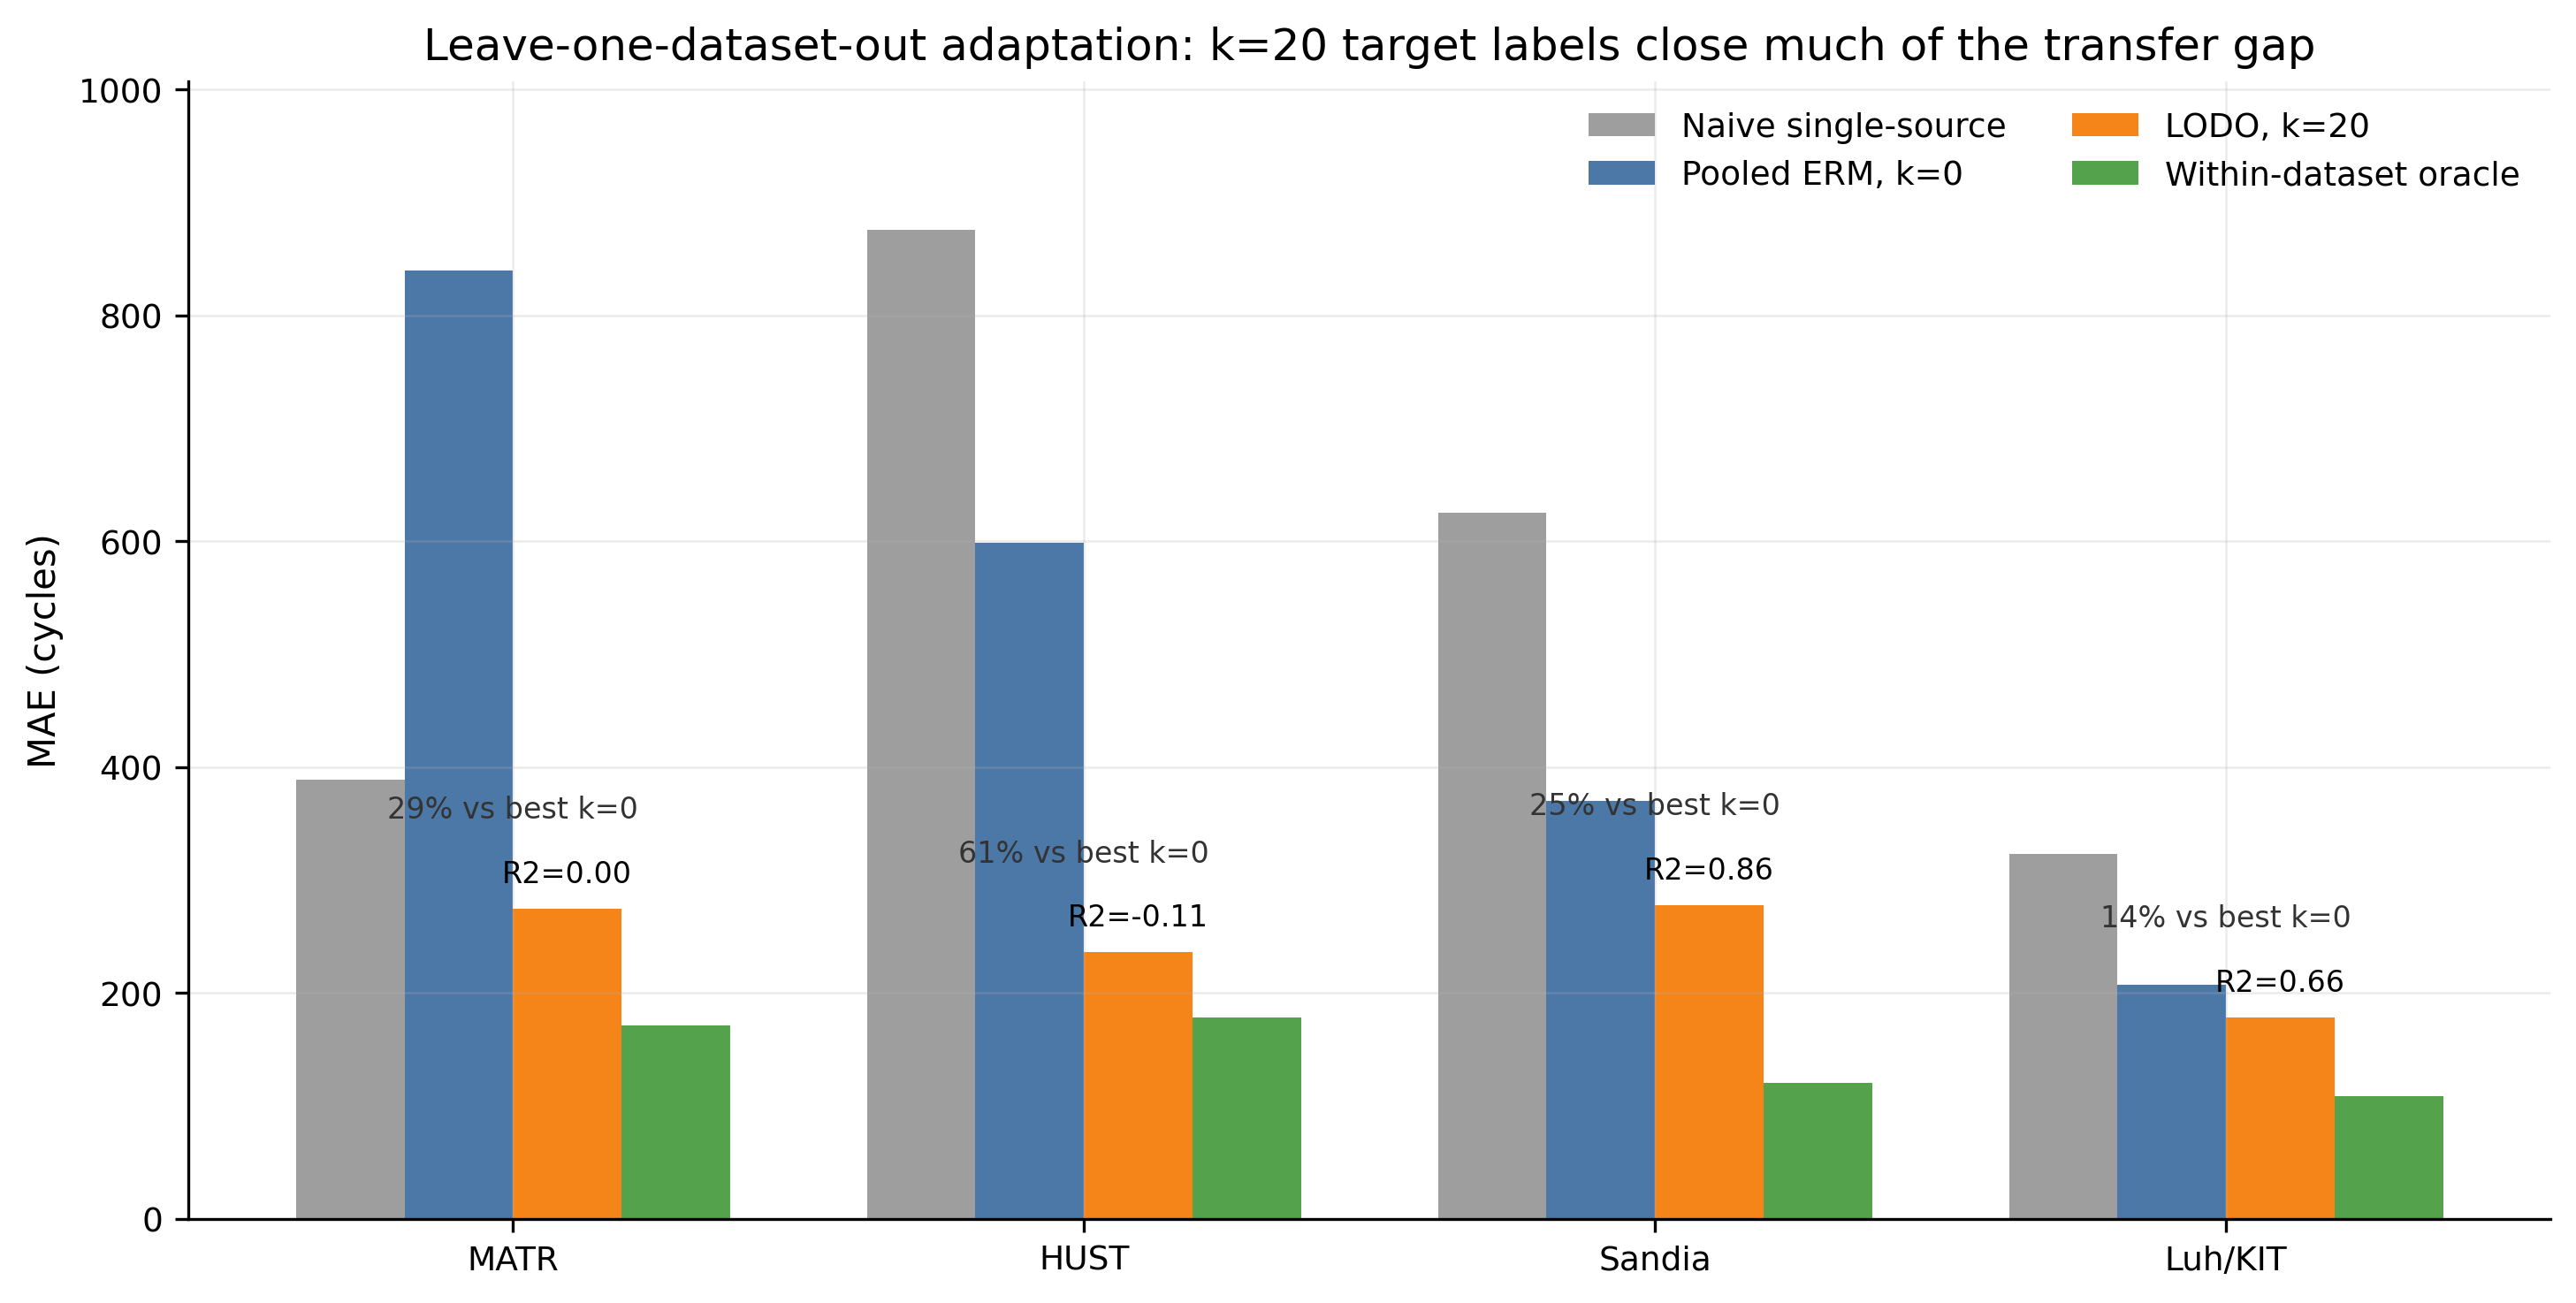 Leave-one-dataset-out adaptation: k=20 target labels close much of the transfer gap
Naive single-source
Pooled ERM, k=0
LODO, k=20
Within-dataset oracle
MAE (cycles)
1000
800
600
400
200
0
29% vs best k=0
R2=0.00
61% vs best k=0
R2=-0.11
25% vs best k=0
R2=0.86
14% vs best k=0
R2=0.66
MATR
HUST
Sandia
Luh/KIT